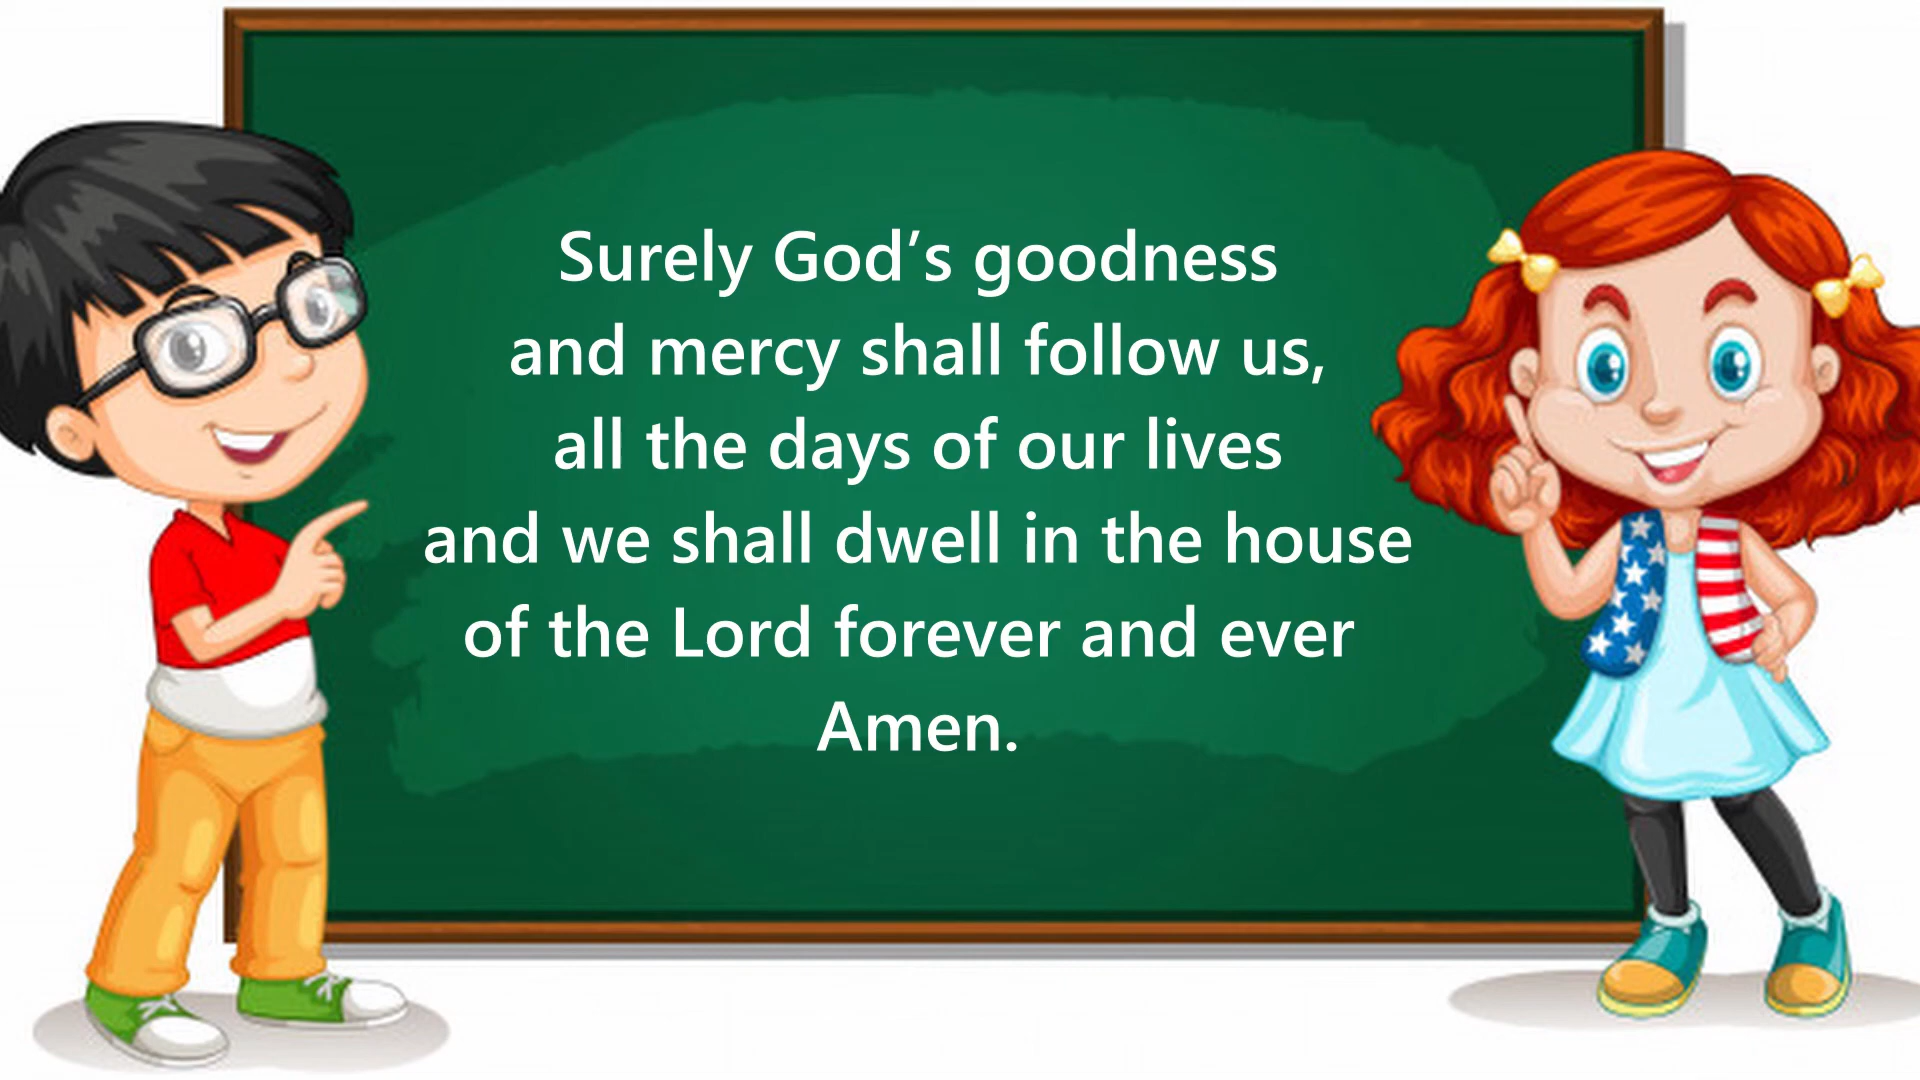 Surely God’s goodness
and mercy shall follow us,
all the days of our lives
and we shall dwell in the house
of the Lord forever and ever
Amen.